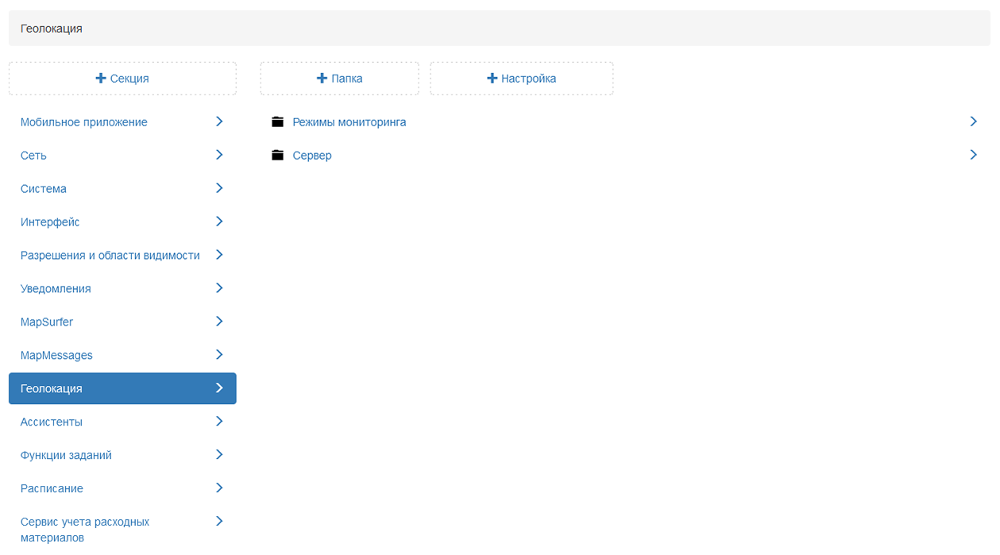 Геолокация
Секция
Папка
Настройка
Мобильное приложение
Сеть
Система
Интерфейс
Разрешения и области видимости
Уведомления
MapSurfer
MapMessages
Геолокация
Ассистенты
Функции заданий
Расписание
Сервис учета расходных
материалов
Режимы мониторинга
Сервер